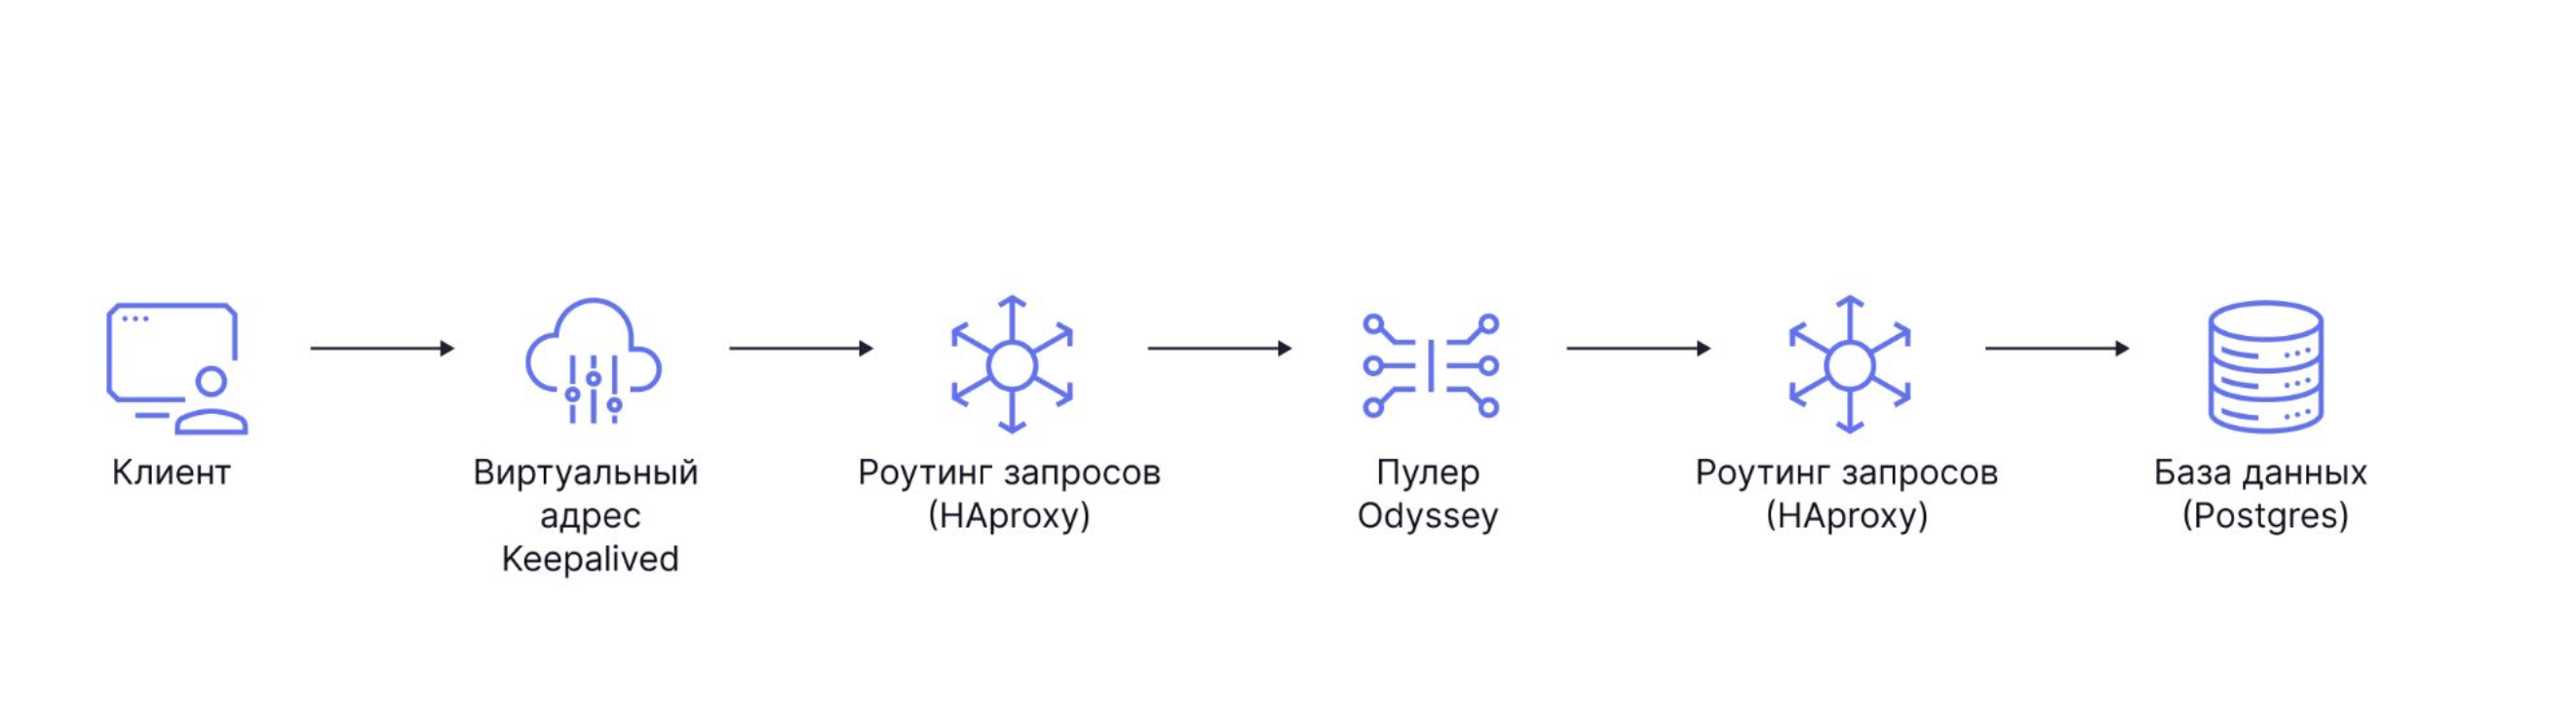 Клиент
Виртуальный
адрес
Keepalived
Роутинг запросов
(HAproxy)
Пулер
Odyssey
Роутинг запросов
(HAproxy)
База данных
(Postgres)